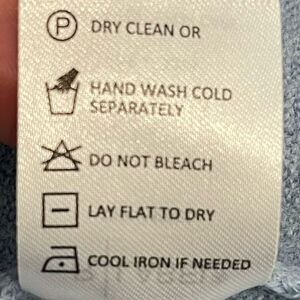 P DRY CLEAN OR
HAND WASH COLD
SEPARATELY
DO NOT BLEACH
LAY FLAT TO DRY
COOL IRON IF NEEDED